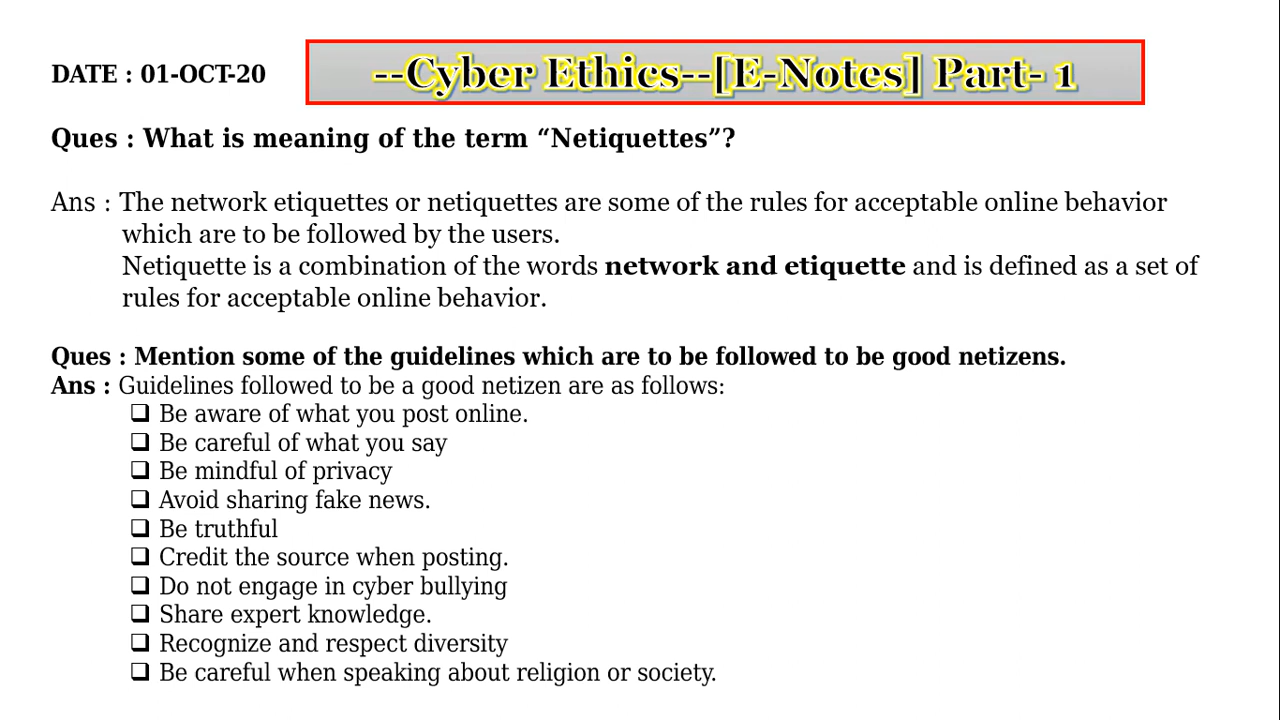 DATE : 01-OCT-20
--Cyber Ethics--[E-Notes] Part- 1
Ques : What is meaning of the term “Netiquettes”?
Ans : The network etiquettes or netiquettes are some of the rules for acceptable online behavior
which are to be followed by the users.
Netiquette is a combination of the words network and etiquette and is defined as a set of
rules for acceptable online behavior.
Ques : Mention some of the guidelines which are to be followed to be good netizens.
Ans : Guidelines followed to be a good netizen are as follows:
❑ Be aware of what you post online.
❑ Be careful of what you say
❑ Be mindful of privacy
❑ Avoid sharing fake news.
❑ Be truthful
❑ Credit the source when posting.
❑ Do not engage in cyber bullying
❑ Share expert knowledge.
❑ Recognize and respect diversity
❑ Be careful when speaking about religion or society.